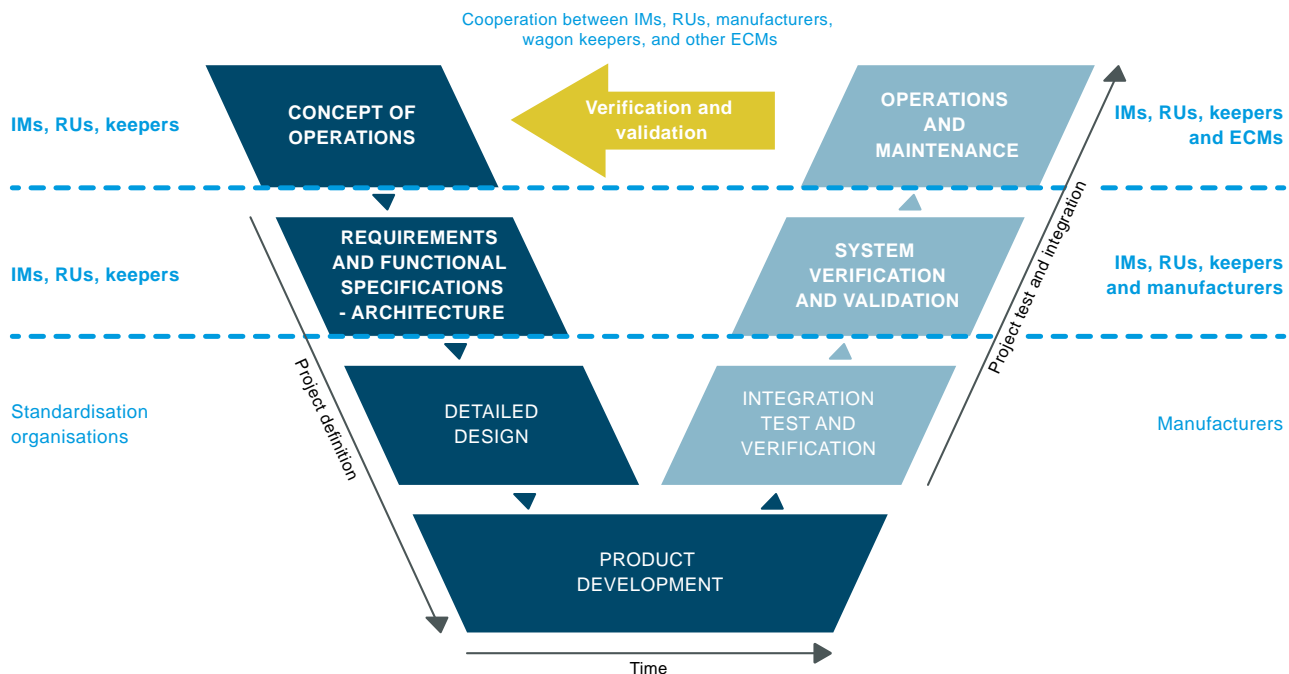 Cooperation between IMs, RUs, manufacturers,
wagon keepers, and other ECMs
IMs, RUs, keepers
CONCEPT OF
OPERATIONS
Verification and
validation
OPERATIONS
AND
MAINTENANCE
IMs, RUs, keepers
and ECMs
IMs, RUs, keepers
REQUIREMENTS
AND FUNCTIONAL
SPECIFICATIONS
- ARCHITECTURE
SYSTEM
VERIFICATION
AND VALIDATION
IMs, RUs, keepers
and manufacturers
Standardisation
organisations
Project definition
DETAILED
DESIGN
INTEGRATION
TEST AND
VERIFICATION
Project test and integration
Manufacturers
PRODUCT
DEVELOPMENT
Time